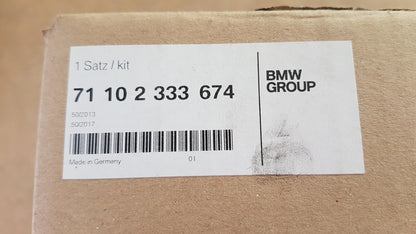 1 Satz / kit
71 10 2 333 674
50/2013
50/2017
Made in Germany
01
BMW
GROUP